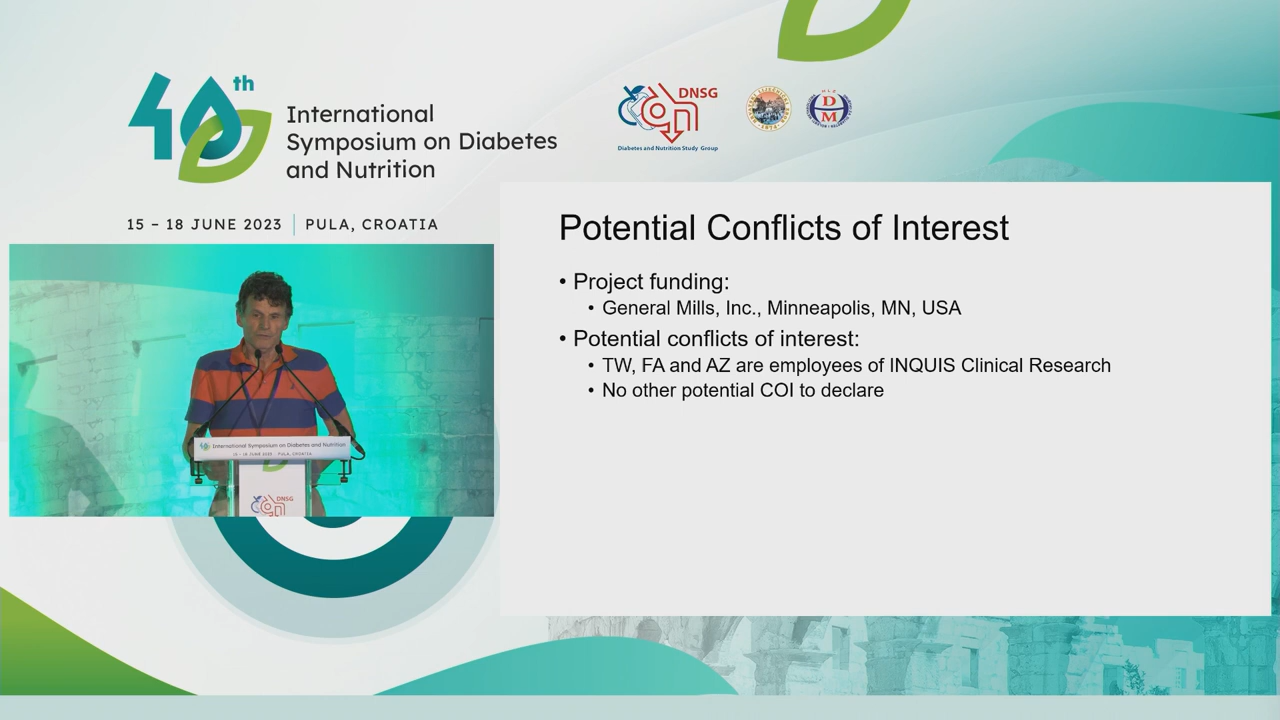 40th
International
Symposium on Diabetes
and Nutrition
DNSG
Diabetes and Nutrition Study Group
15 – 18 JUNE 2023 | PULA, CROATIA
Potential Conflicts of Interest
• Project funding:
• General Mills, Inc., Minneapolis, MN, USA
• Potential conflicts of interest:
• TW, FA and AZ are employees of INQUIS Clinical Research
• No other potential COI to declare
International Symposium on Diabetes and Nutrition
15 – 18 JUNE 2023 | PULA, CROATIA
DNSG